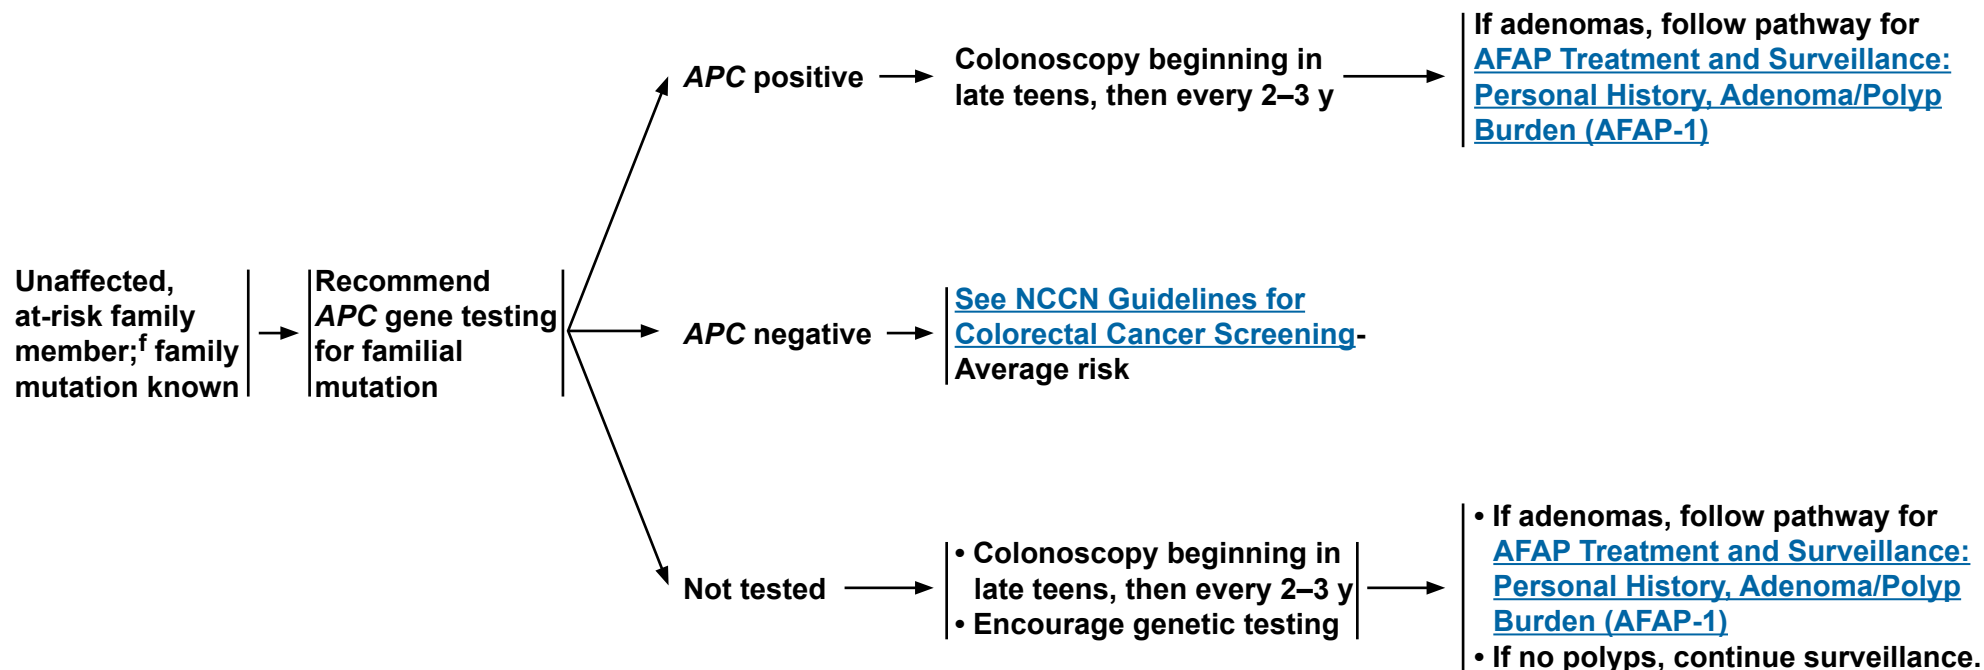 Unaffected,
at-risk family
member;f family
mutation known
Recommend
APC gene testing
for familial
mutation
APC positive
Colonoscopy beginning in
late teens, then every 2–3 y
If adenomas, follow pathway for
AFAP Treatment and Surveillance:
Personal History, Adenoma/Polyp
Burden (AFAP-1)
APC negative
See NCCN Guidelines for
Colorectal Cancer Screening-
Average risk
Not tested
• Colonoscopy beginning in
late teens, then every 2–3 y
• Encourage genetic testing
• If adenomas, follow pathway for
AFAP Treatment and Surveillance:
Personal History, Adenoma/Polyp
Burden (AFAP-1)
• If no polyps, continue surveillance.